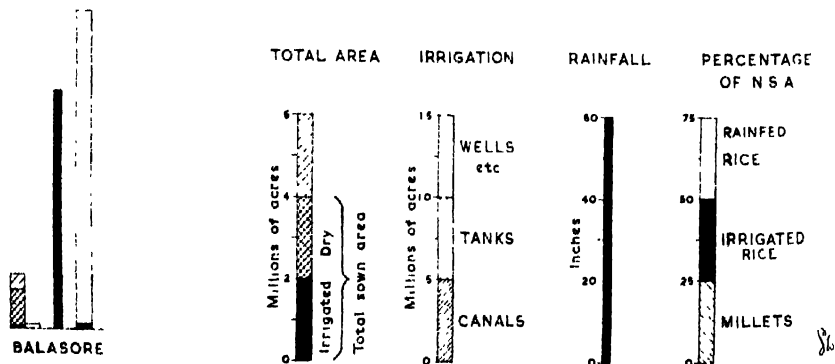 TOTAL AREA
IRRIGATION
RAINFALL
PERCENTAGE
OF N S A
6
4
2
0
Millions of acres
Irrigated Dry
Total sown area
15
10
5
0
Millions of acres
WELLS
etc
TANKS
CANALS
60
40
20
0
Inches
75
50
25
0
RAINFED
RICE
IRRIGATED
RICE
MILLETS
BALASORE